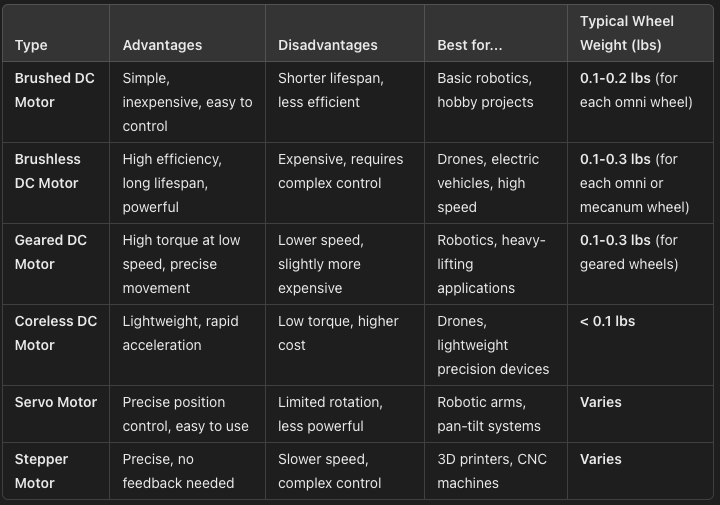 Type
Advantages
Disadvantages
Best for...
Typical Wheel
Weight (lbs)
Brushed DC
Motor
Simple,
inexpensive, easy to
control
Shorter lifespan,
less efficient
Basic robotics,
hobby projects
0.1-0.2 lbs (for
each omni wheel)
Brushless
DC Motor
High efficiency,
long lifespan,
powerful
Expensive, requires
complex control
Drones, electric
vehicles, high
speed
0.1-0.3 lbs (for
each omni or
mecanum wheel)
Geared DC
Motor
High torque at low
speed, precise
movement
Lower speed,
slightly more
expensive
Robotics, heavy-
lifting
applications
0.1-0.3 lbs (for
geared wheels)
Coreless DC
Motor
Lightweight, rapid
acceleration
Low torque, higher
cost
Drones,
lightweight
precision devices
< 0.1 lbs
Servo Motor
Precise position
control, easy to use
Limited rotation,
less powerful
Robotic arms,
pan-tilt systems
Varies
Stepper
Motor
Precise, no
feedback needed
Slower speed,
complex control
3D printers, CNC
machines
Varies